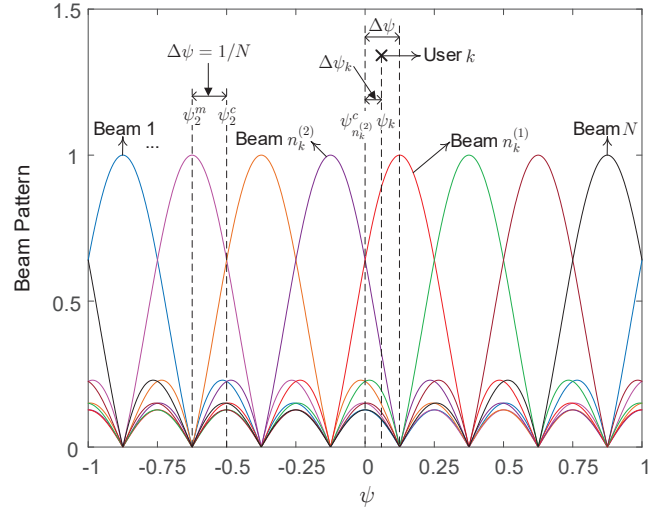 1.5
Δψ
Δψ = 1/N
Δψ_k
User k
ψ_2^m ψ_2^c
ψ^c_{n_k^{(2)}} ψ_k
Beam 1
...
Beam n_k^{(2)}
Beam n_k^{(1)}
Beam N
1
Beam Pattern
0.5
0
-1 -0.75 -0.5 -0.25 0 0.25 0.5 0.75 1
ψ